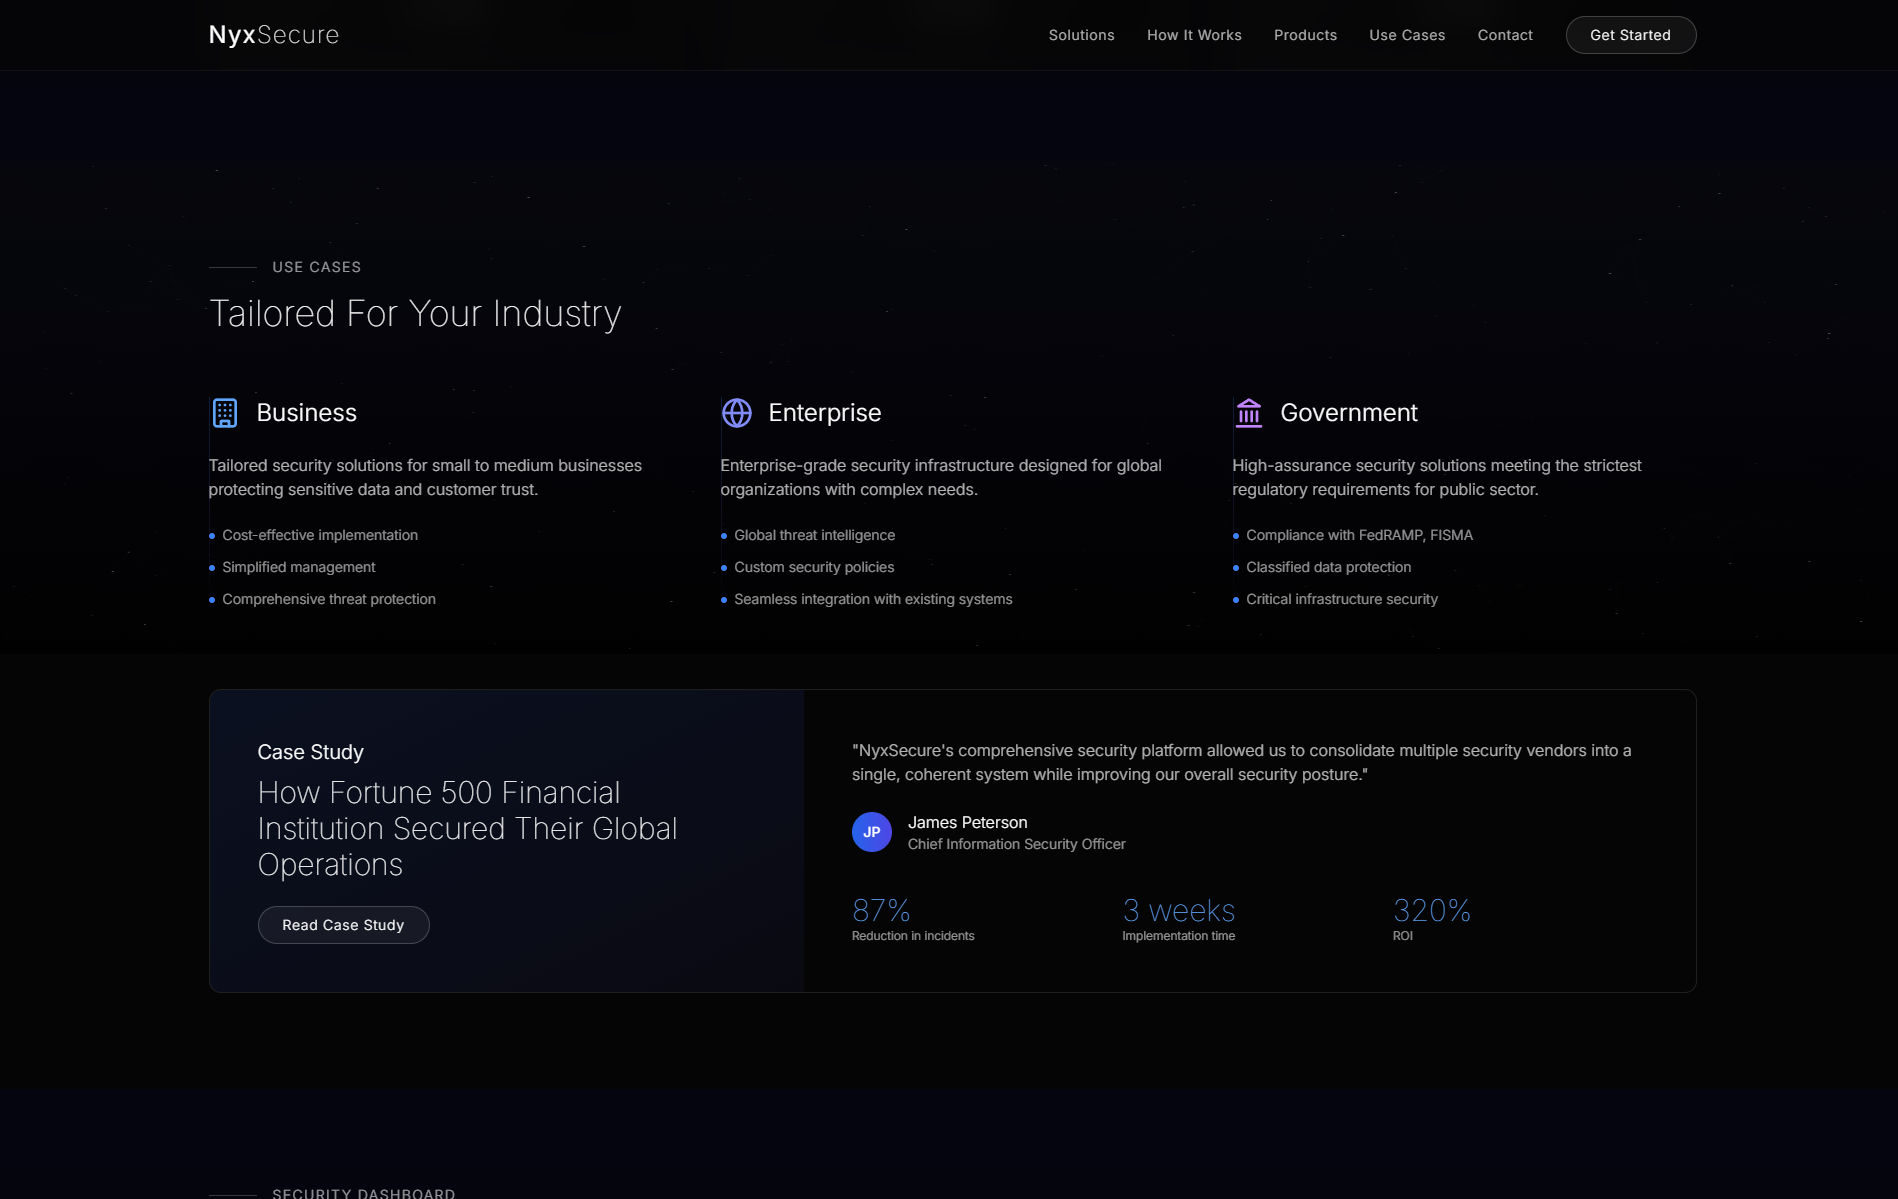 NyxSecure
Solutions
How It Works
Products
Use Cases
Contact
Get Started
USE CASES
Tailored For Your Industry
Business
Tailored security solutions for small to medium businesses
protecting sensitive data and customer trust.
Cost-effective implementation
Simplified management
Comprehensive threat protection
Enterprise
Enterprise-grade security infrastructure designed for global
organizations with complex needs.
Global threat intelligence
Custom security policies
Seamless integration with existing systems
Government
High-assurance security solutions meeting the strictest
regulatory requirements for public sector.
Compliance with FedRAMP, FISMA
Classified data protection
Critical infrastructure security
Case Study
How Fortune 500 Financial
Institution Secured Their Global
Operations
Read Case Study
"NyxSecure's comprehensive security platform allowed us to consolidate multiple security vendors into a
single, coherent system while improving our overall security posture."
JP
James Peterson
Chief Information Security Officer
87%
Reduction in incidents
3 weeks
Implementation time
320%
ROI
SECURITY DASHBOARD